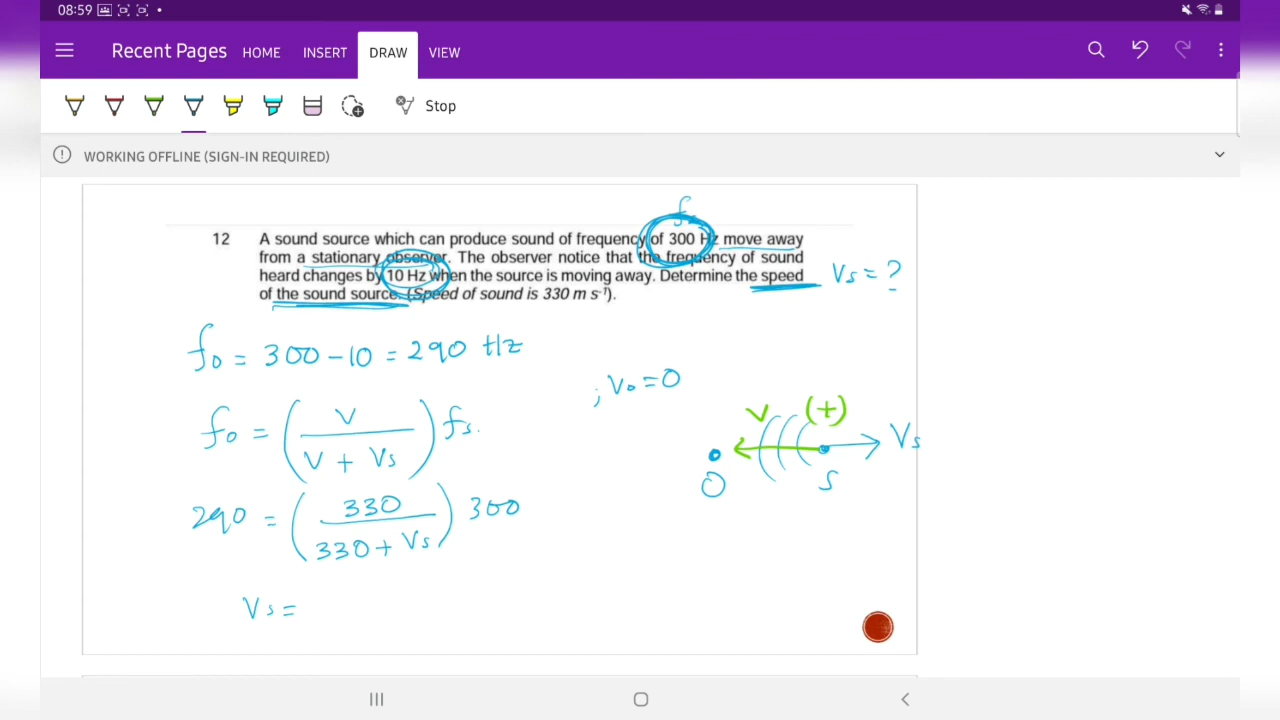 08:59
Recent Pages HOME INSERT DRAW VIEW
Stop
WORKING OFFLINE (SIGN-IN REQUIRED)
fs
12 A sound source which can produce sound of frequency of 300 Hz move away
from a stationary observer. The observer notice that the frequency of sound
heard changes by 10 Hz when the source is moving away. Determine the speed
of the sound source. (Speed of sound is 330 m s⁻¹).
Vs = ?
fo = 300 - 10 = 290 Hz
; Vo = 0
fo = (V / V + Vs) fs.
V (+)
Vs
O S
290 = (330 / 330 + Vs) 300
Vs =